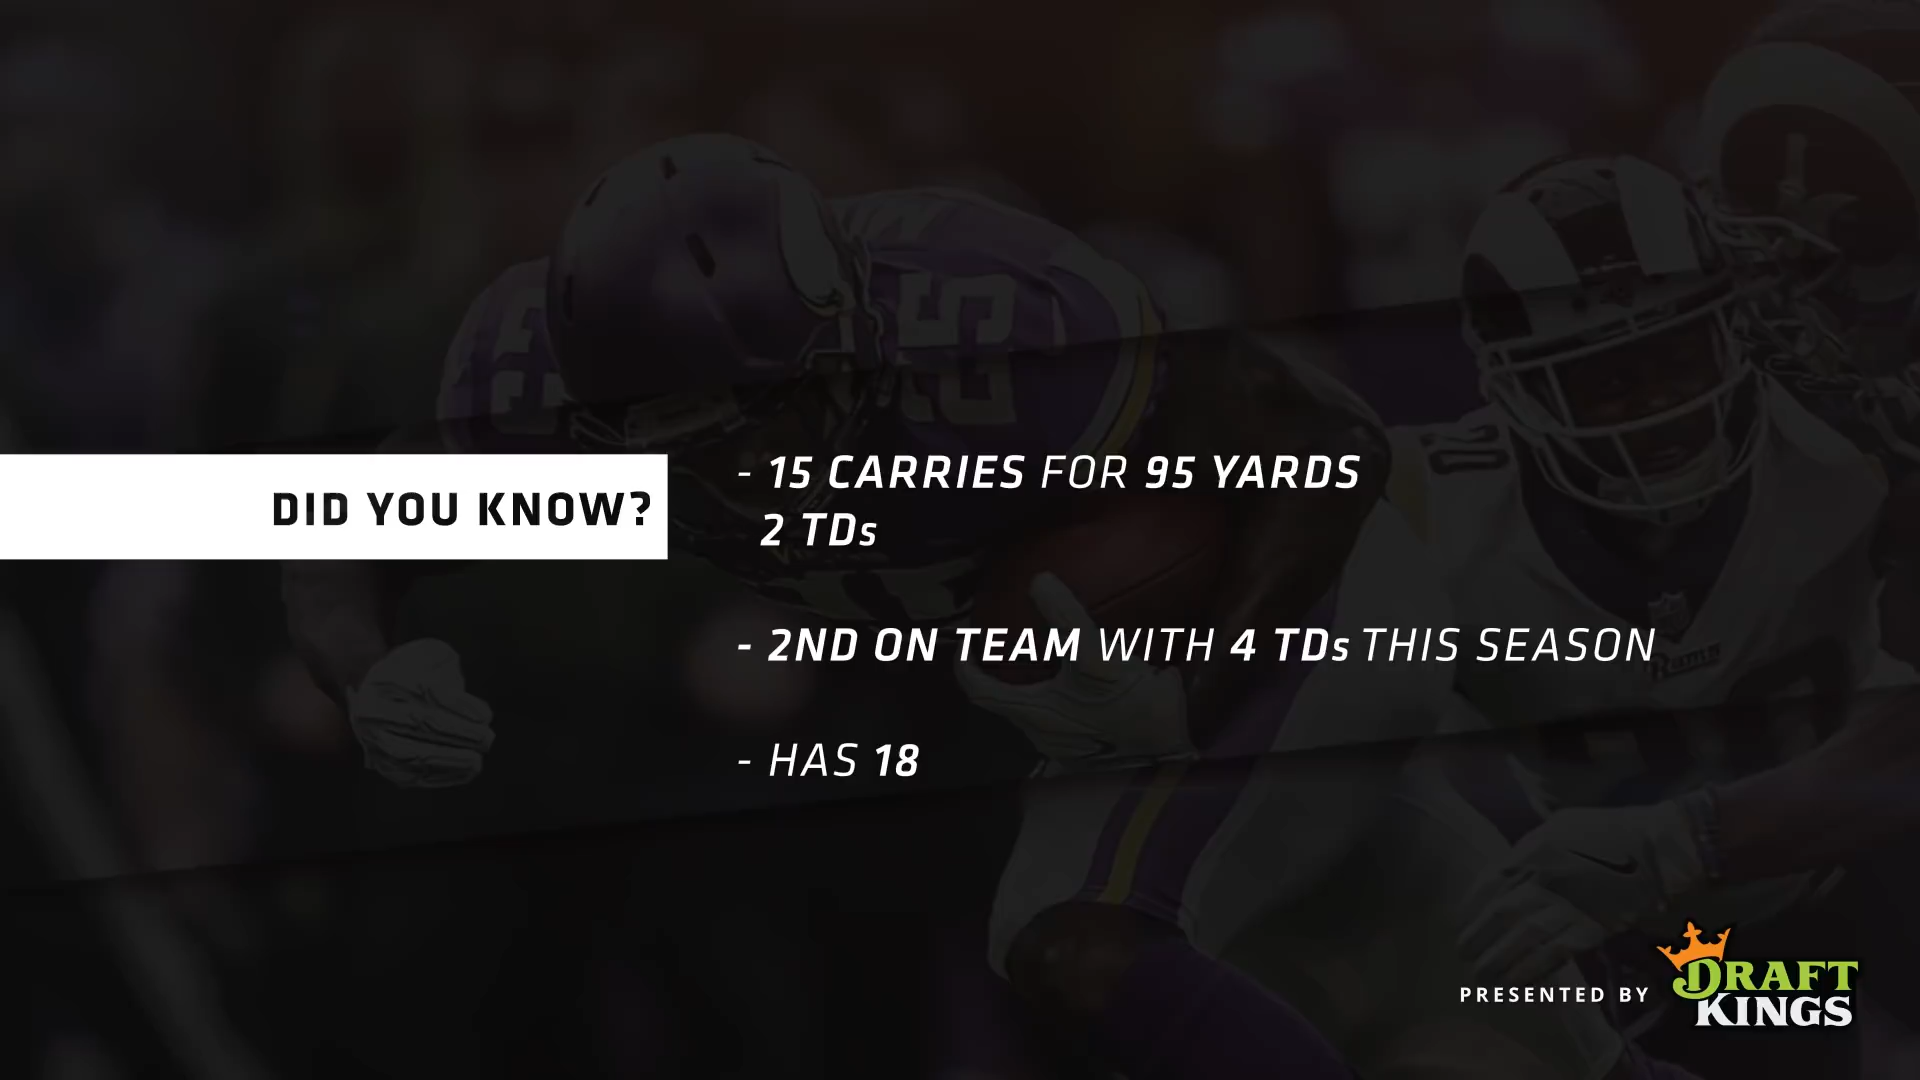 DID YOU KNOW?
- 15 CARRIES FOR 95 YARDS
2 TDs
- 2ND ON TEAM WITH 4 TDs THIS SEASON
- HAS 18
PRESENTED BY
DRAFT
KINGS
Rams